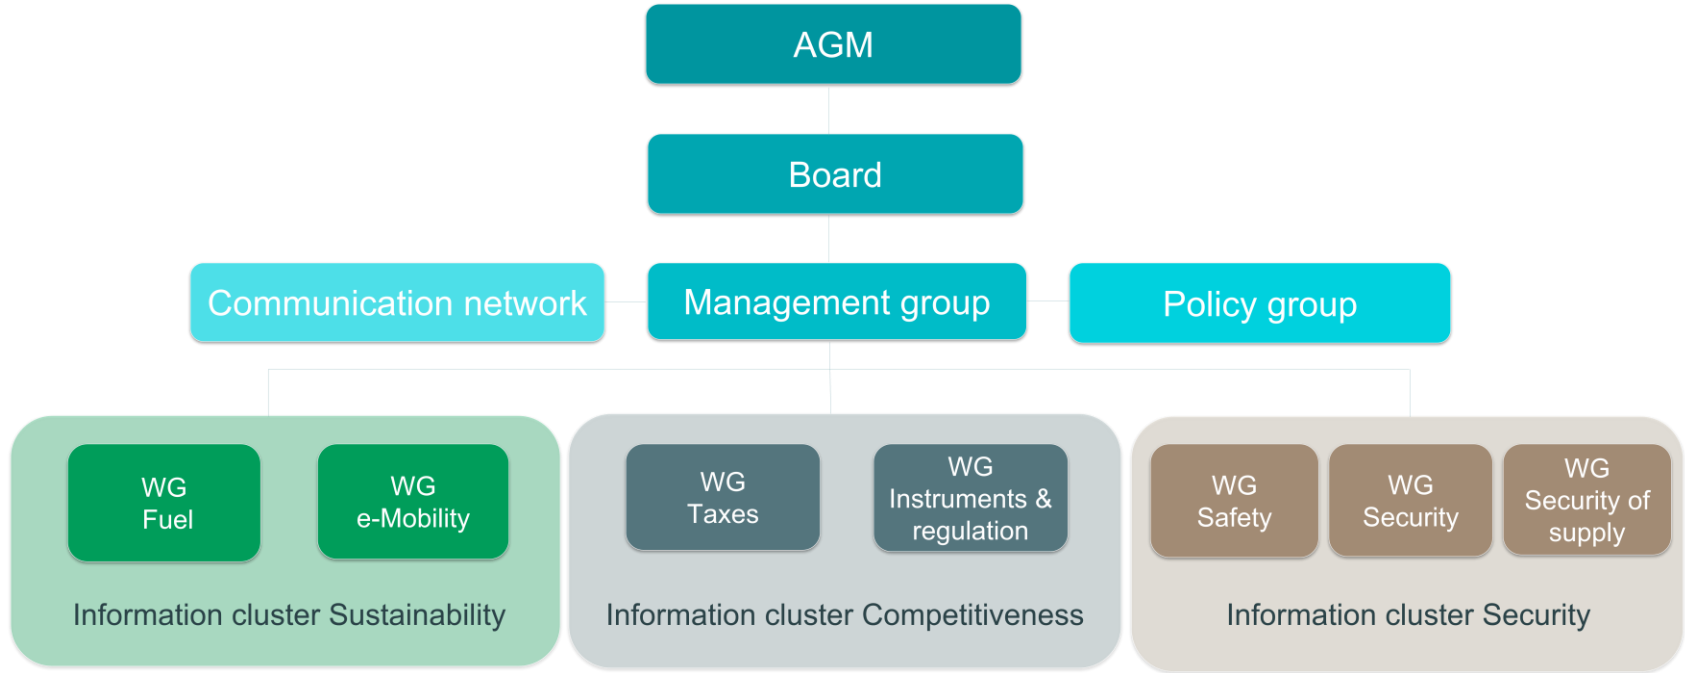 AGM
Board
Communication network
Management group
Policy group
WG
Fuel
WG
e-Mobility
Information cluster Sustainability
WG
Taxes
WG
Instruments &
regulation
Information cluster Competitiveness
WG
Safety
WG
Security
WG
Security of
supply
Information cluster Security